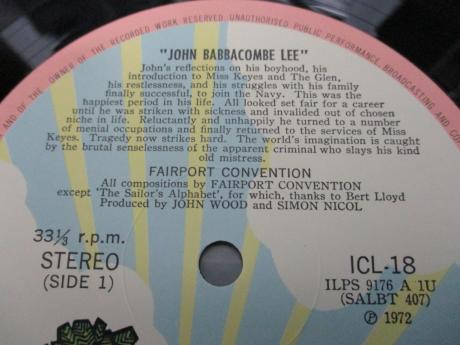 AND OF THE OWNER OF THE RECORDED WORK RESERVED. UNAUTHORISED PUBLIC PERFORMANCE, BROADCASTING AND
"JOHN BABBACOMBE LEE"
John's reflections on his boyhood, his
introduction to Miss Keyes and The Glen,
his restlessness, and his struggles with his family
finally successful, to join the Navy. This was the
happiest period in his life. All looked set fair for a career
until he was striken with sickness and invalided out of his chosen
niche in life. Reluctantly and unhappily he turned to a number
of menial occupations and finally returned to the services of Miss
Keyes. Tragedy now strikes hard. The world's imagination is caught
by the brutal senselessness of the apparent criminal who slays his kind
old mistress.
FAIRPORT CONVENTION
All compositions by FAIRPORT CONVENTION
except 'The Sailor's Alphabet', for which, thanks to Bert Lloyd
Produced by JOHN WOOD and SIMON NICOL
33⅓ r.p.m.
STEREO
(SIDE 1)
ICL-18
ILPS 9176 A 1U
(SALBT 407)
℗ 1972